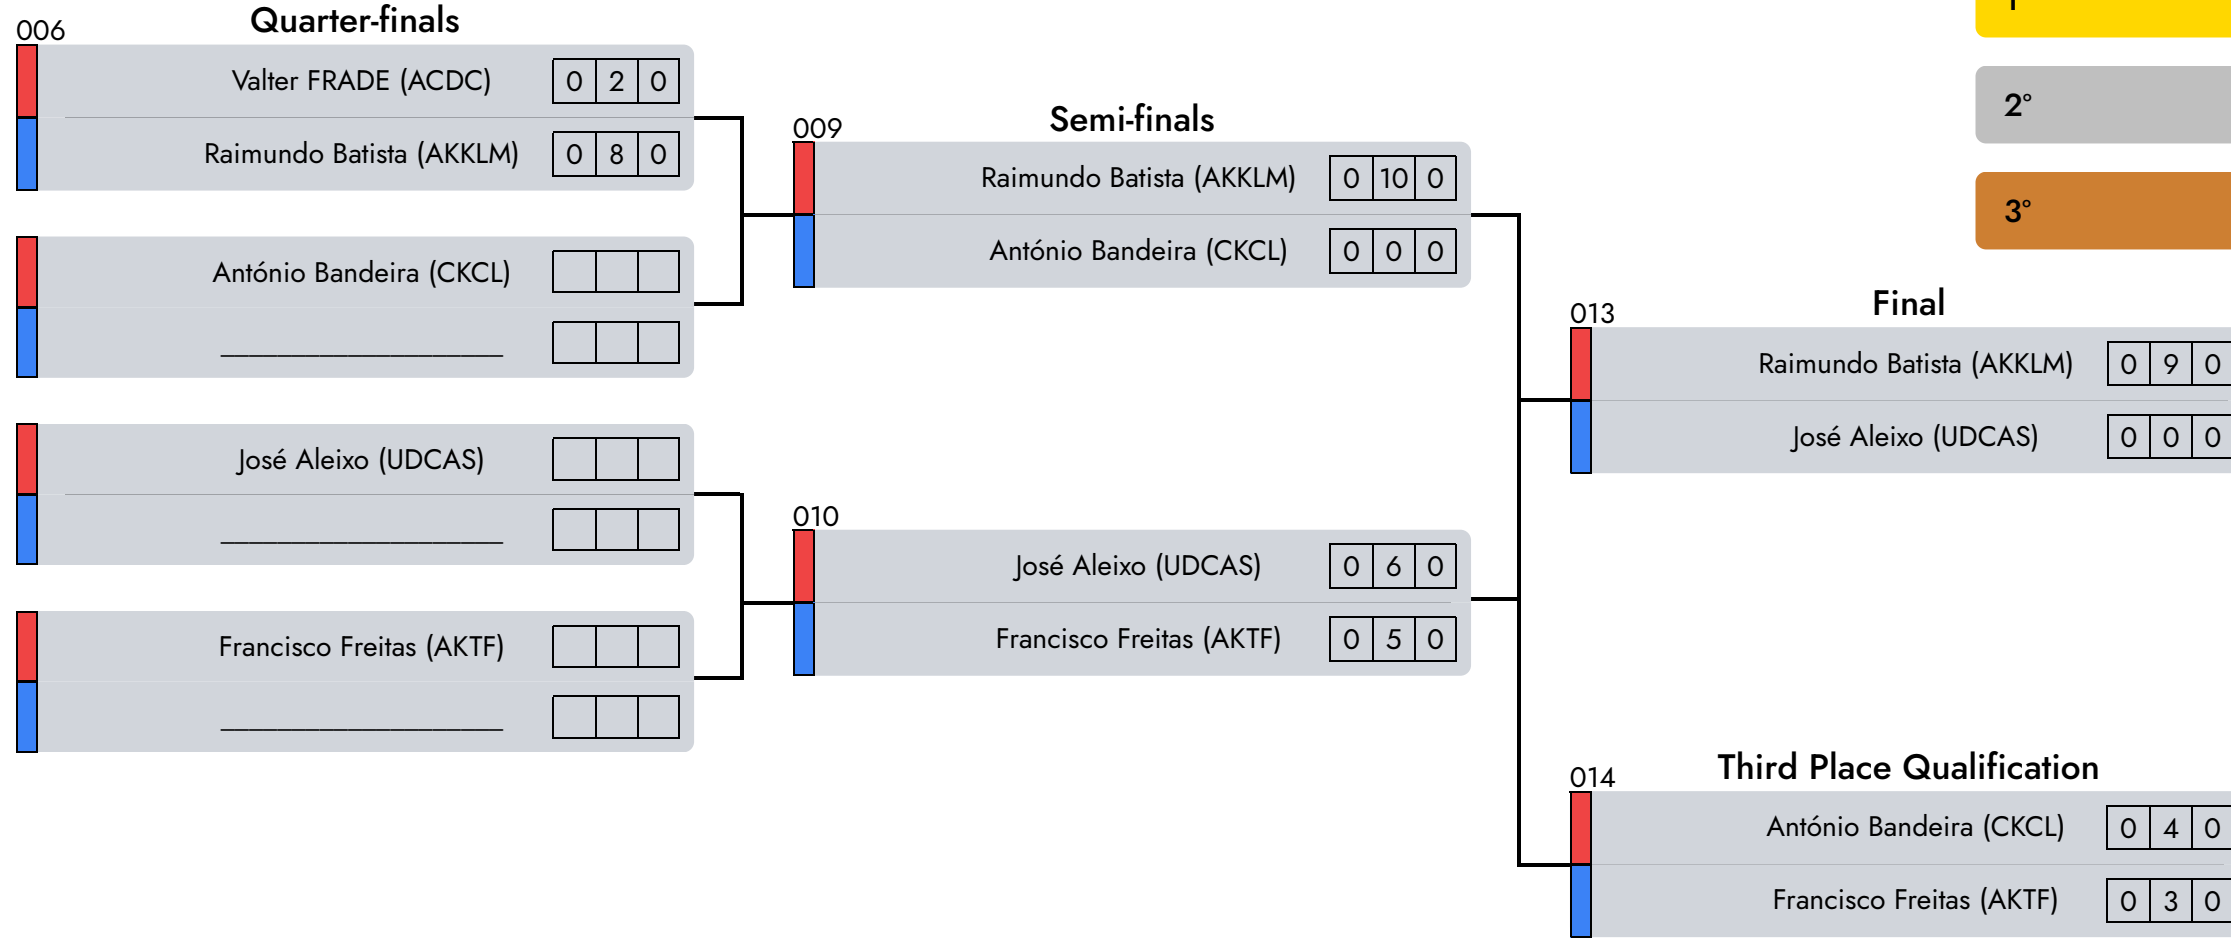 Quarter-finals
006
Valter FRADE (ACDC) 0 2 0
Raimundo Batista (AKKLM) 0 8 0
António Bandeira (CKCL)
José Aleixo (UDCAS)
Francisco Freitas (AKTF)
Semi-finals
009
Raimundo Batista (AKKLM) 0 10 0
António Bandeira (CKCL) 0 0 0
010
José Aleixo (UDCAS) 0 6 0
Francisco Freitas (AKTF) 0 5 0
2°
3°
Final
013
Raimundo Batista (AKKLM) 0 9 0
José Aleixo (UDCAS) 0 0 0
Third Place Qualification
014
António Bandeira (CKCL) 0 4 0
Francisco Freitas (AKTF) 0 3 0